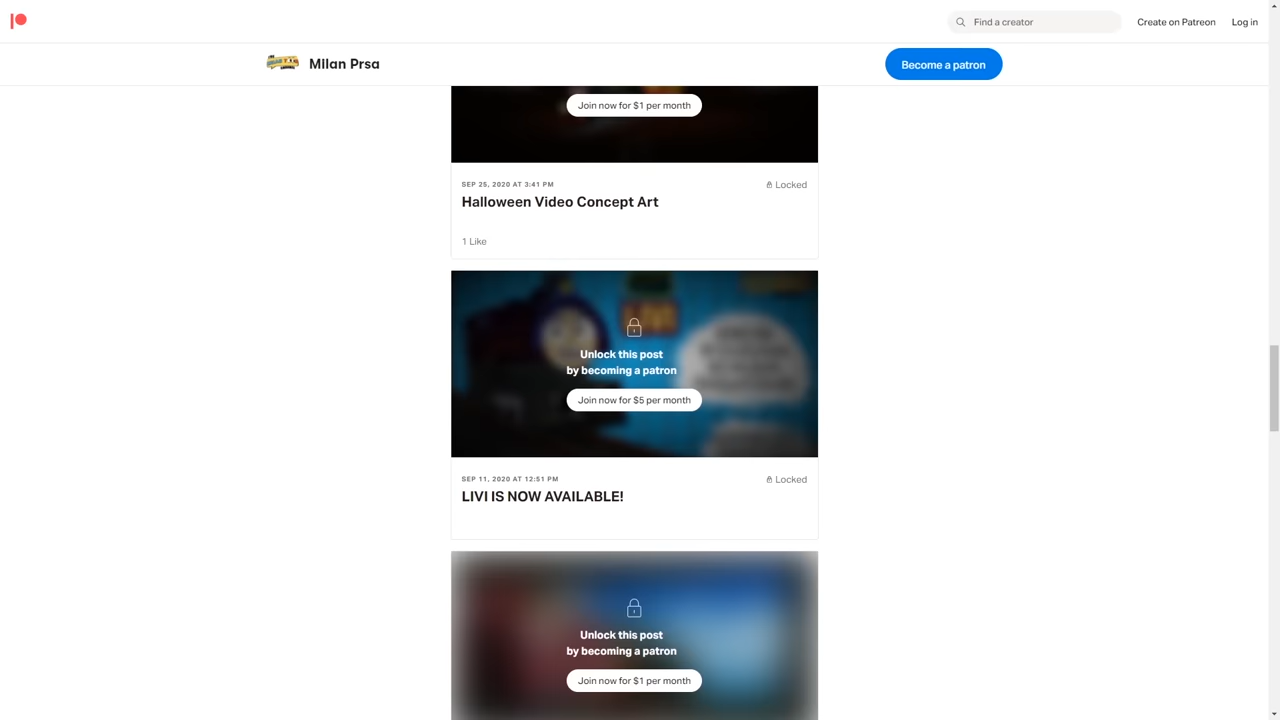 Find a creator
Create on Patreon
Log in
MIlan Prsa
Become a patron
Join now for $1 per month
SEP 25, 2020 AT 3:41 PM
Locked
Halloween Video Concept Art
1 Like
Unlock this post
by becoming a patron
Join now for $5 per month
SEP 11, 2020 AT 12:51 PM
Locked
LIVI IS NOW AVAILABLE!
Unlock this post
by becoming a patron
Join now for $1 per month